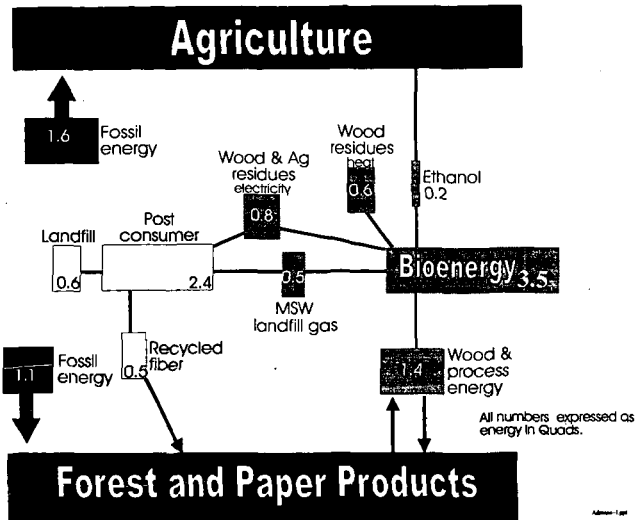 Agriculture
1.6
Fossil
energy
Wood & Ag
residues
electricity
0.8
Wood
residues
heat
0.6
Ethanol
0.2
Landfill
0.6
Post
consumer
2.4
0.5
MSW
landfill gas
Bioenergy 3.5
1.1
Fossil
energy
Recycled
fiber
0.5
1.4
Wood &
process
energy
All numbers expressed as
energy in Quads.
Forest and Paper Products